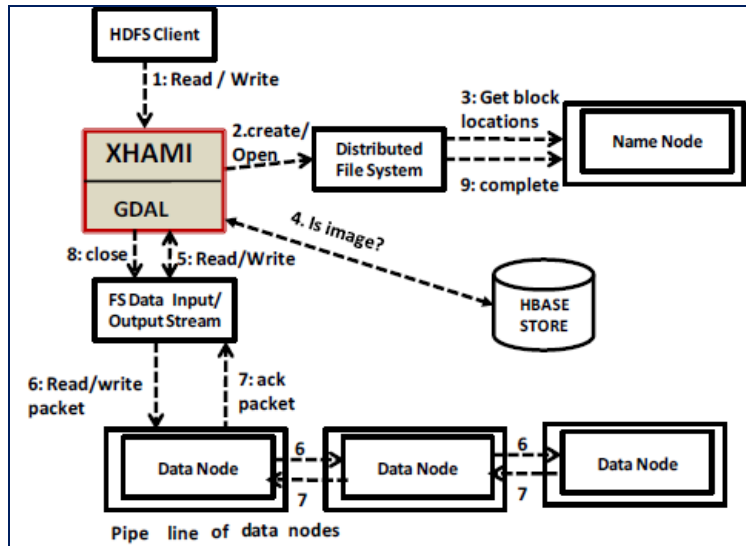 HDFS Client
1: Read / Write
XHAMI
GDAL
2.create/
Open
Distributed
File System
3: Get block
locations
9: complete
Name Node
4. Is image?
HBASE
STORE
8: close
5: Read/Write
FS Data Input/
Output Stream
6: Read/write
packet
7: ack
packet
Data Node
6
7
Data Node
6
7
Data Node
Pipe line of data nodes